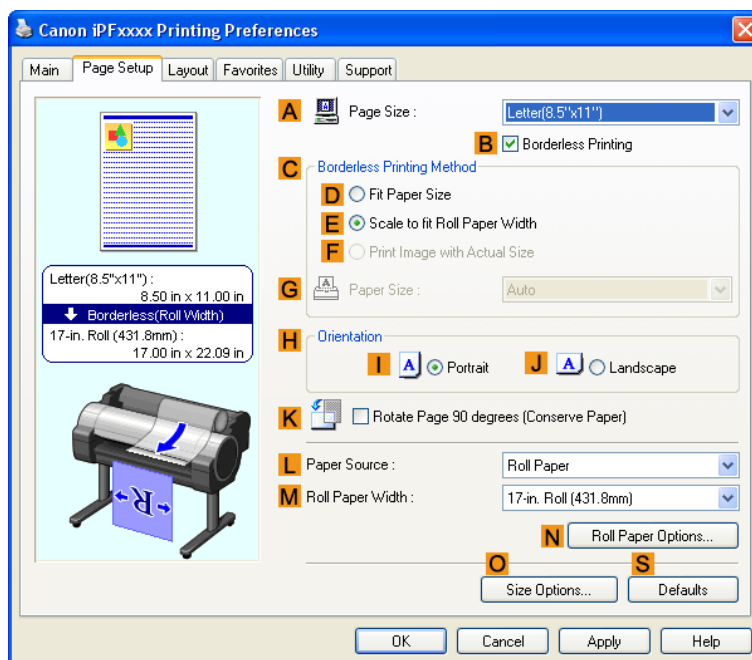 Canon iPFxxxx Printing Preferences
Main Page Setup Layout Favorites Utility Support
A Page Size : Letter(8.5"x11")
B Borderless Printing
C Borderless Printing Method
D Fit Paper Size
E Scale to fit Roll Paper Width
F Print Image with Actual Size
G Paper Size : Auto
Letter(8.5"x11") :
8.50 in x 11.00 in
Borderless(Roll Width)
17-in. Roll (431.8mm) :
17.00 in x 22.09 in
R
H Orientation
I A Portrait J A Landscape
K Rotate Page 90 degrees (Conserve Paper)
L Paper Source : Roll Paper
M Roll Paper Width : 17-in. Roll (431.8mm)
N Roll Paper Options...
O S
Size Options... Defaults
OK Cancel Apply Help